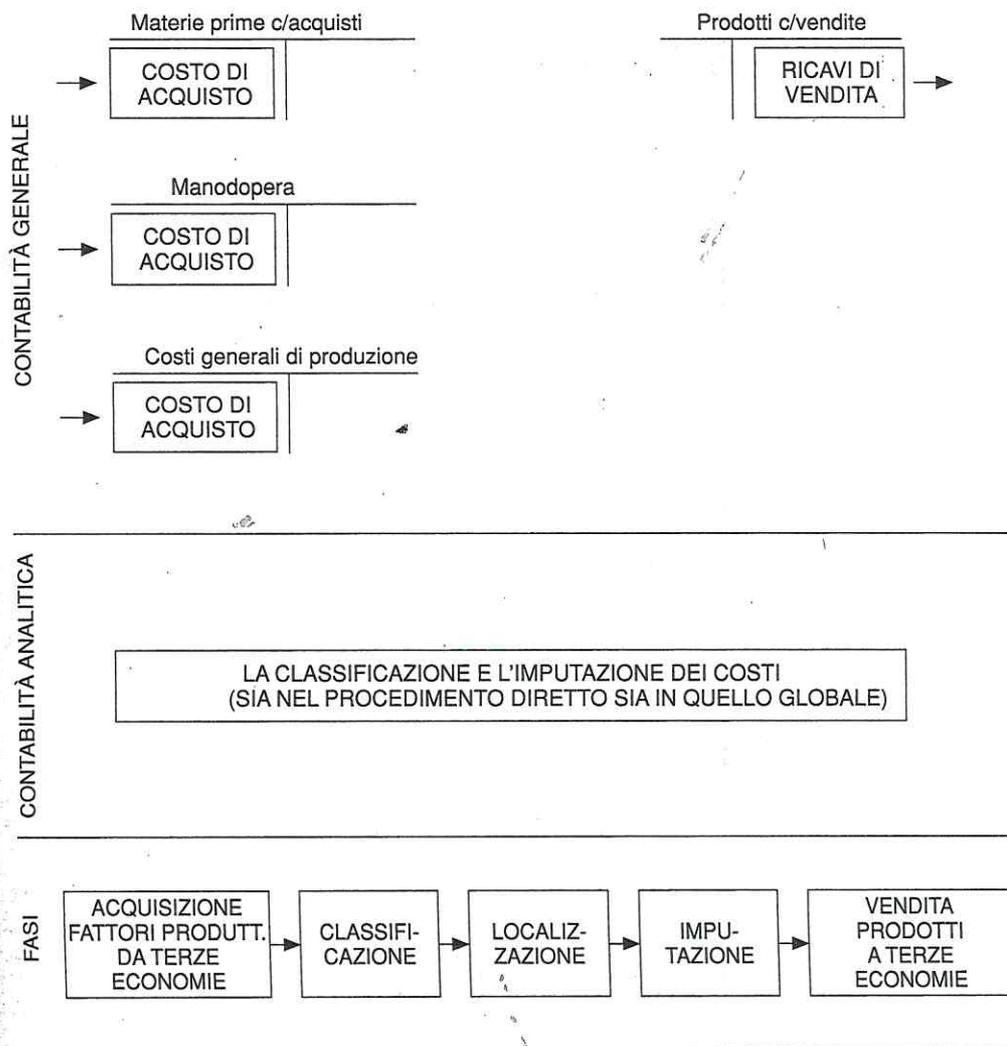 Materie prime c/acquisti
COSTO DI
ACQUISTO
Prodotti c/vendite
RICAVI DI
VENDITA
CONTABILITÀ GENERALE
Manodopera
COSTO DI
ACQUISTO
Costi generali di produzione
COSTO DI
ACQUISTO
CONTABILITÀ ANALITICA
LA CLASSIFICAZIONE E L'IMPUTAZIONE DEI COSTI
(SIA NEL PROCEDIMENTO DIRETTO SIA IN QUELLO GLOBALE)
FASI
ACQUISIZIONE
FATTORI PRODUTT.
DA TERZE
ECONOMIE
CLASSIFI-
CAZIONE
LOCALIZ-
ZAZIONE
IMPU-
TAZIONE
VENDITA
PRODOTTI
A TERZE
ECONOMIE